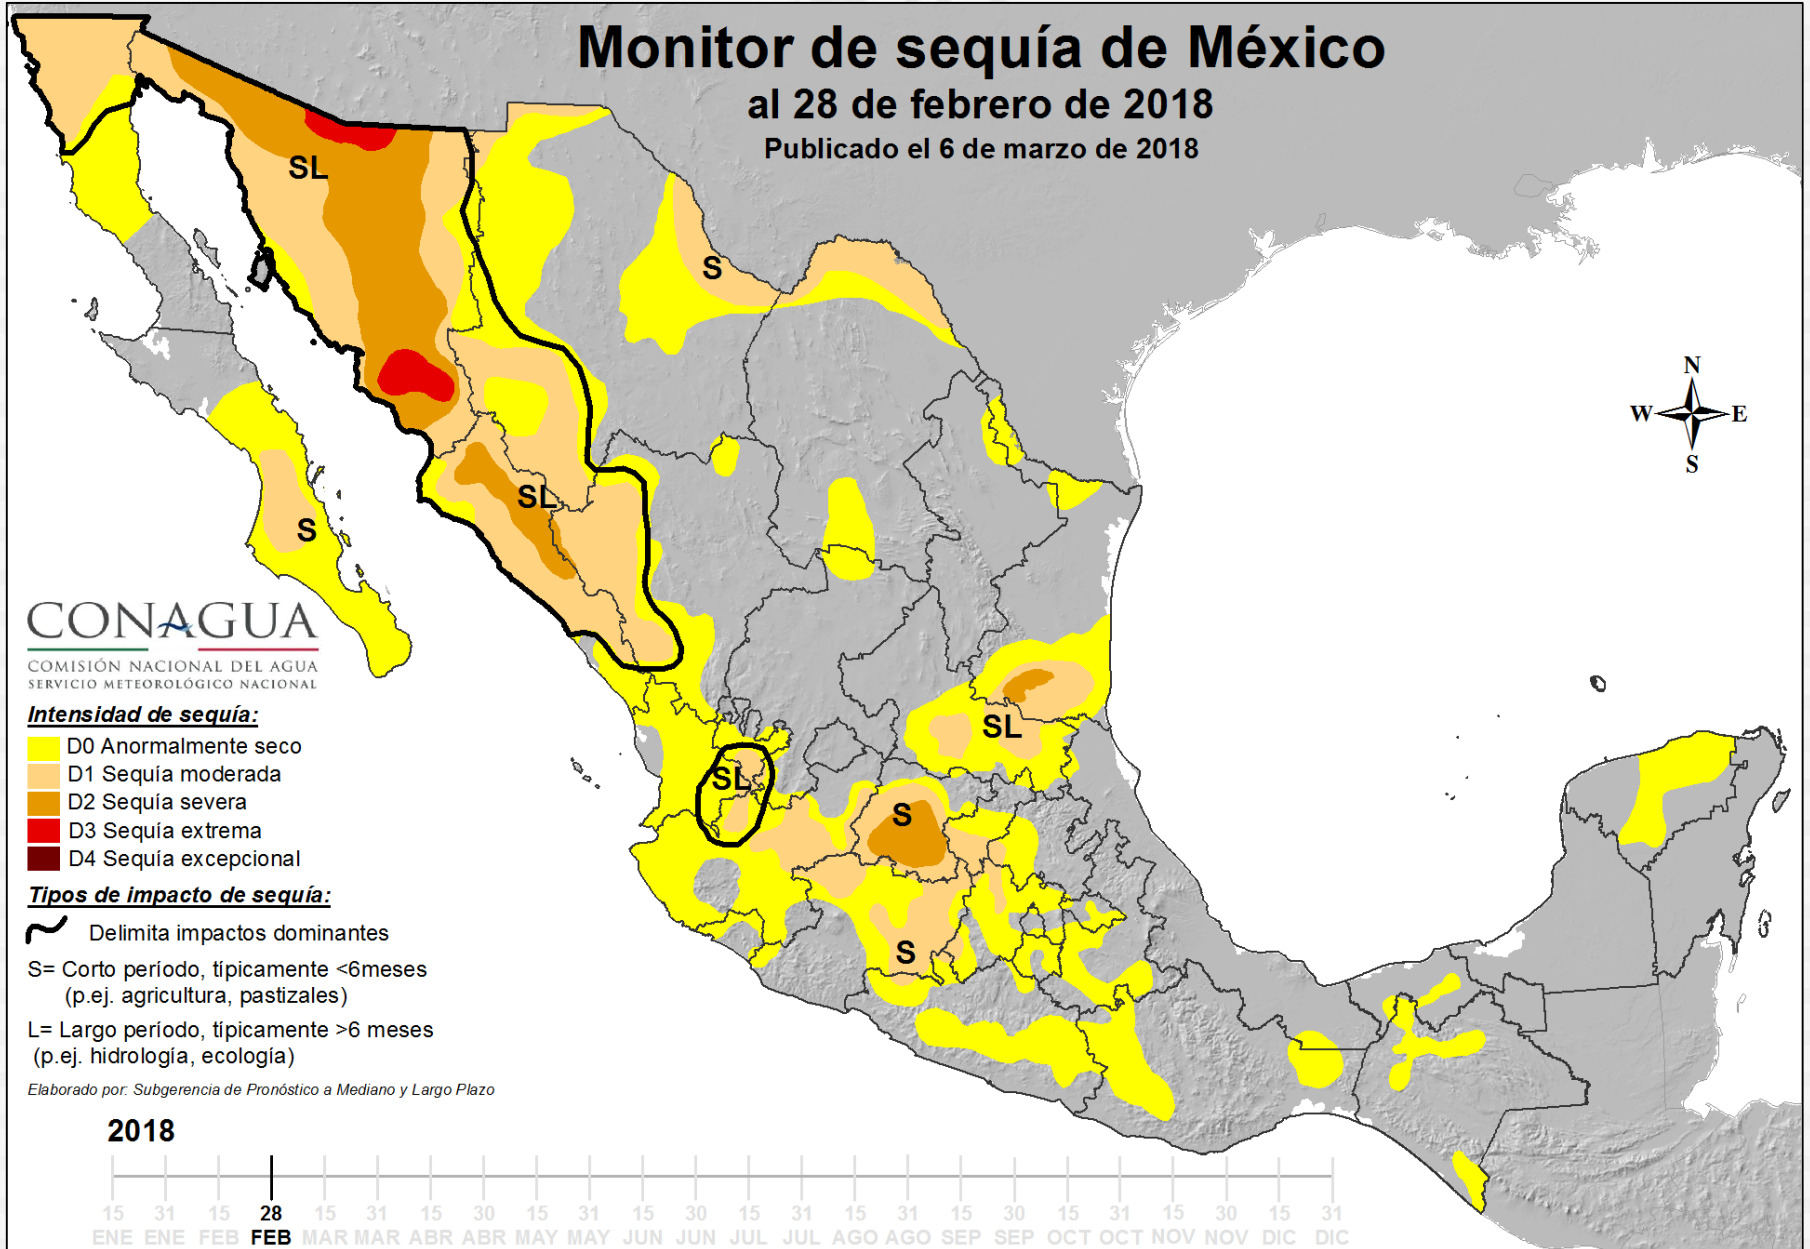 Monitor de sequía de México
al 28 de febrero de 2018
Publicado el 6 de marzo de 2018
SL
S
SL
S
SL
SL
S
S
N
W E
S
CONAGUA
COMISIÓN NACIONAL DEL AGUA
SERVICIO METEOROLÓGICO NACIONAL
Intensidad de sequía:
D0 Anormalmente seco
D1 Sequía moderada
D2 Sequía severa
D3 Sequía extrema
D4 Sequía excepcional
Tipos de impacto de sequía:
Delimita impactos dominantes
S= Corto período, típicamente <6meses
(p.ej. agricultura, pastizales)
L= Largo período, típicamente >6 meses
(p.ej. hidrología, ecología)
Elaborado por: Subgerencia de Pronóstico a Mediano y Largo Plazo
2018
15 31 15 28 15 31 15 30 15 31 15 30 15 31 15 31 15 30 15 31 15 30 15 31
ENE ENE FEB FEB MAR MAR ABR ABR MAY MAY JUN JUN JUL JUL AGO AGO SEP SEP OCT OCT NOV NOV DIC DIC